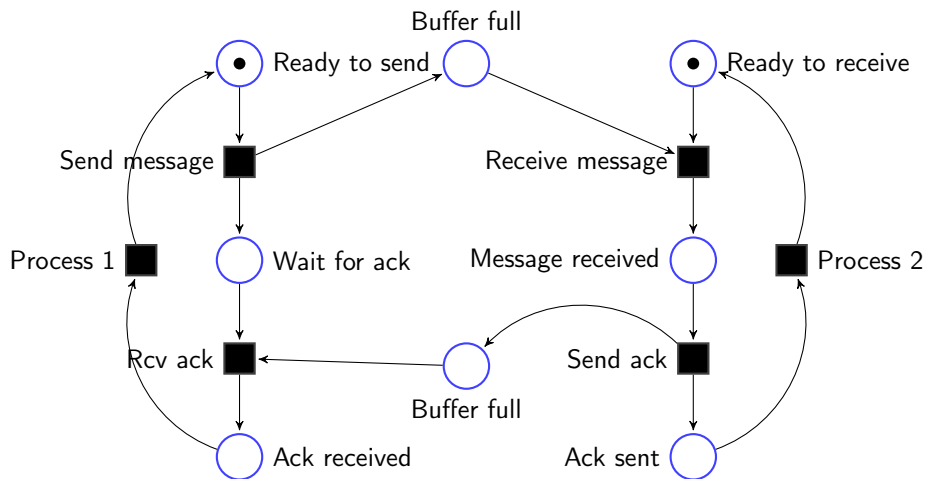 Buffer full
Ready to send
Ready to receive
Send message
Receive message
Process 1
Wait for ack
Message received
Process 2
Rcv ack
Send ack
Buffer full
Ack received
Ack sent